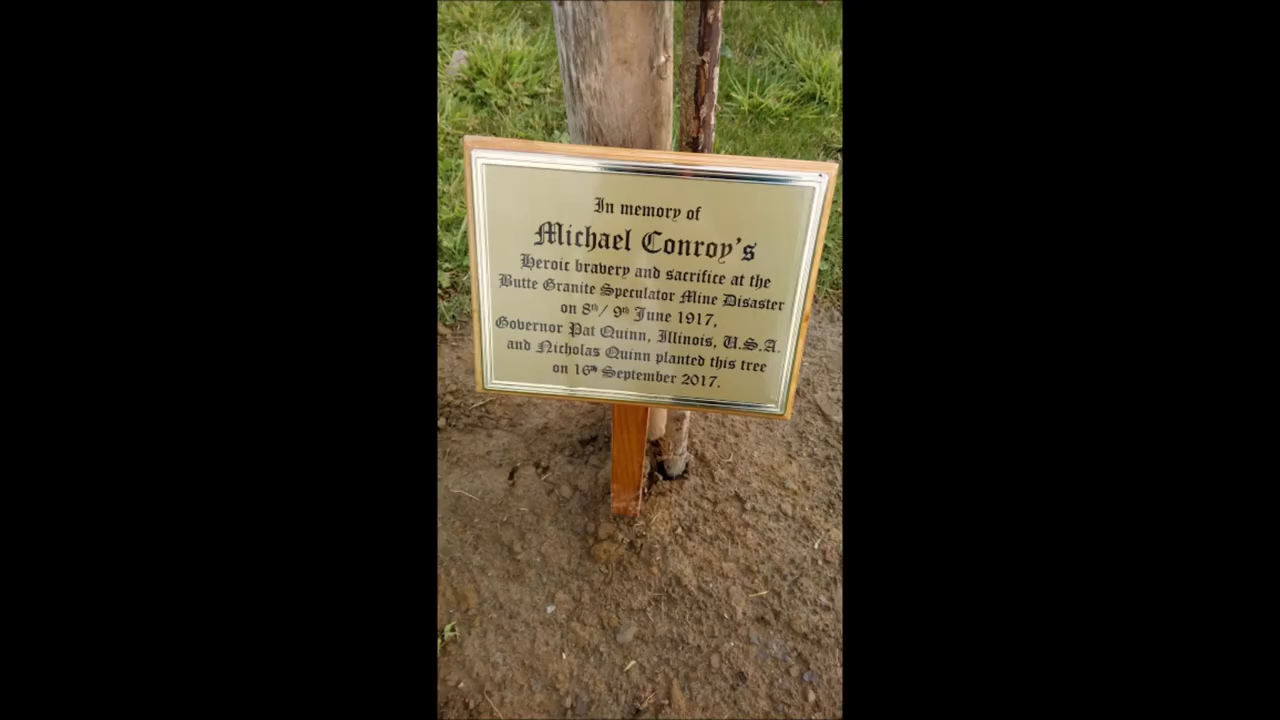 In memory of
Michael Conroy's
Heroic bravery and sacrifice at the
Butte Granite Speculator Mine Disaster
on 8th/ 9th June 1917,
Governor Pat Quinn, Illinois, U.S.A.
and Nicholas Quinn planted this tree
on 16th September 2017.